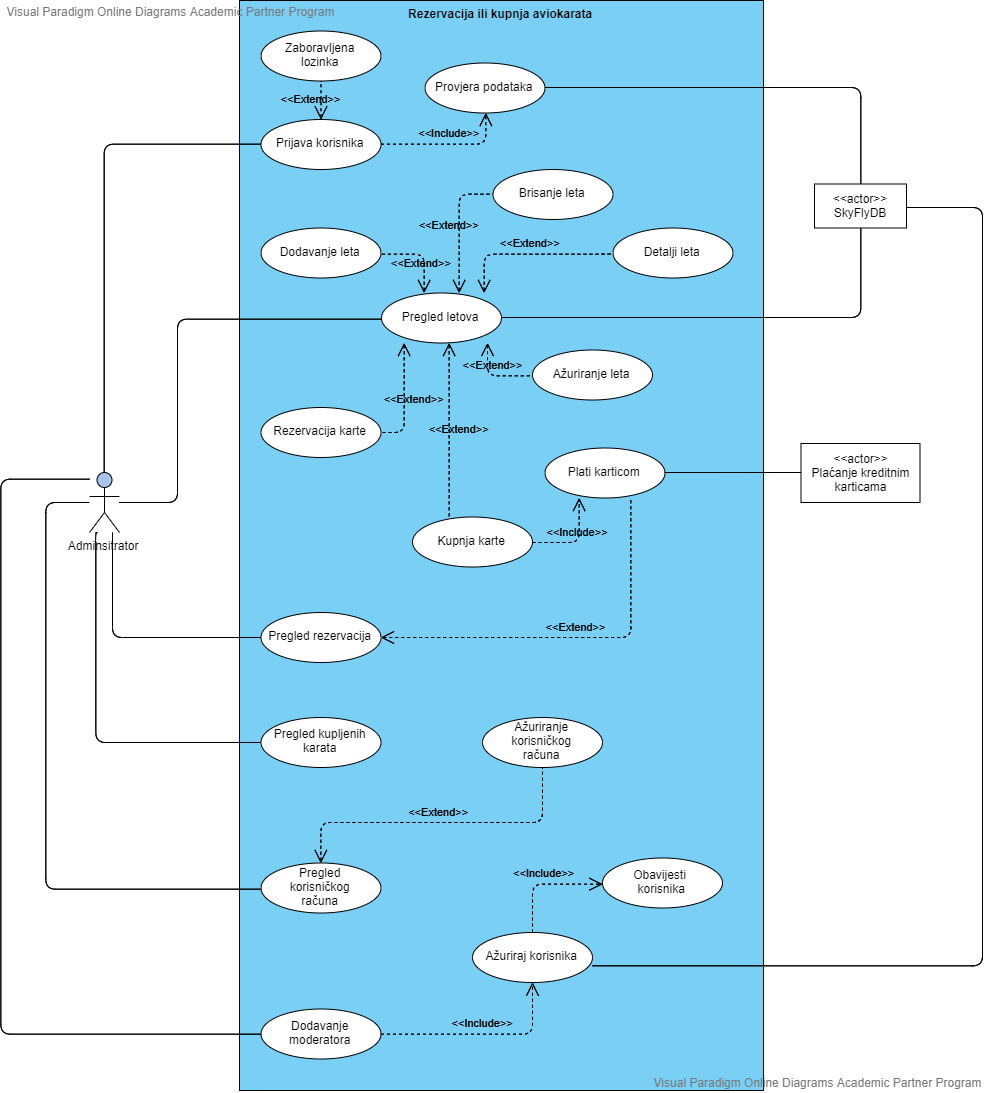 Visual Paradigm Online Diagrams Academic Partner Program
Rezervacija ili kupnja aviokarata
Zaboravljena
lozinka
<<Extend>>
Provjera podataka
<<Include>>
Prijava korisnika
Brisanje leta
<<actor>>
SkyFlyDB
<<Extend>>
Dodavanje leta
<<Extend>>
<<Extend>>
Detalji leta
Pregled letova
<<Extend>>
Ažuriranje leta
<<Extend>>
Rezervacija karte
<<Extend>>
Plati karticom
<<actor>>
Plaćanje kreditnim
karticama
Kupnja karte
<<Include>>
Adminsitrator
<<Extend>>
Pregled rezervacija
Pregled kupljenih
karata
Ažuriranje
korisničkog
računa
<<Extend>>
Pregled
korisničkog
računa
<<Include>>
Obavijesti
korisnika
Ažuriraj korisnika
<<Include>>
Dodavanje
moderatora
Visual Paradigm Online Diagrams Academic Partner Program